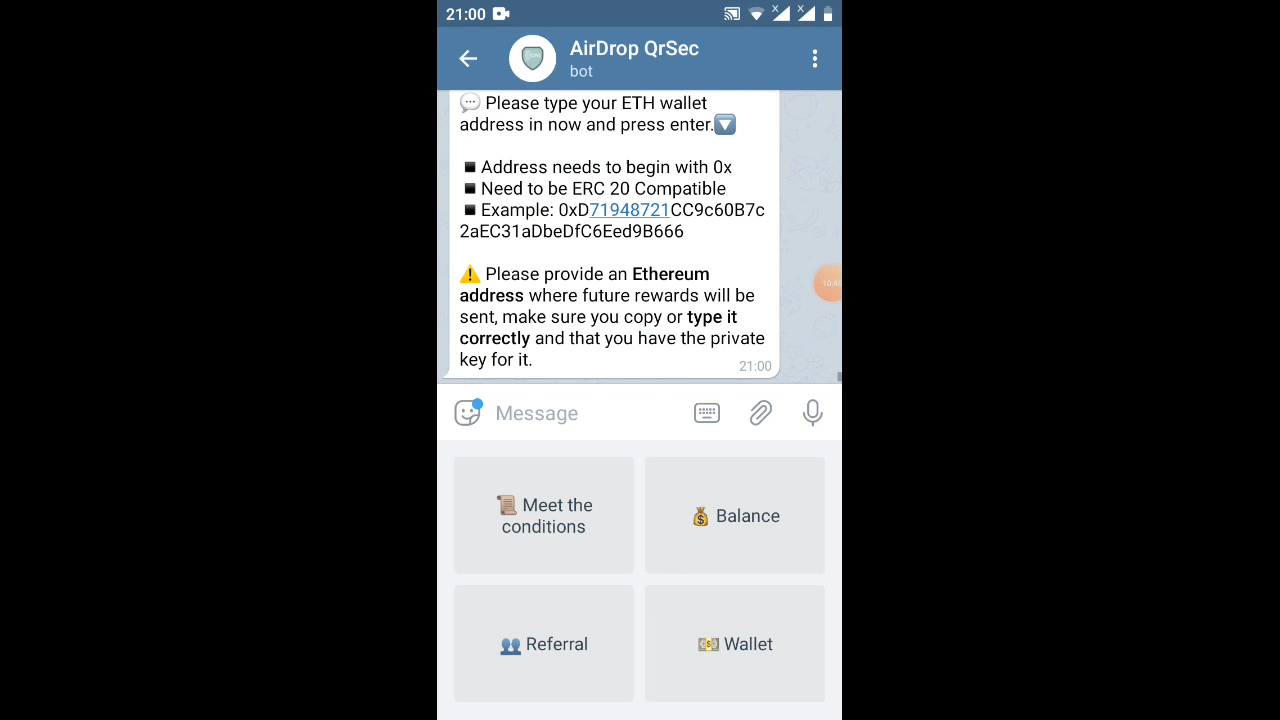 21:00
AirDrop QrSec
bot
💬 Please type your ETH wallet
address in now and press enter.🔽
▪️Address needs to begin with 0x
▪️Need to be ERC 20 Compatible
▪️Example: 0xD71948721CC9c60B7c
2aEC31aDbeDfC6Eed9B666
⚠️ Please provide an Ethereum
address where future rewards will be
sent, make sure you copy or type it
correctly and that you have the private
key for it.
21:00
Message
📜 Meet the
conditions
💰 Balance
👥 Referral
💵 Wallet